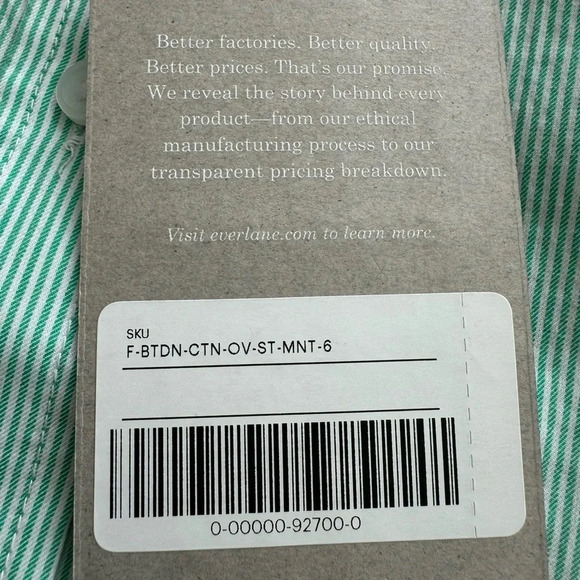 Better factories. Better quality.
Better prices. That's our promise.
We reveal the story behind every
product—from our ethical
manufacturing process to our
transparent pricing breakdown.
Visit everlane.com to learn more.
SKU
F-BTDN-CTN-OV-ST-MNT-6
0-00000-92700-0